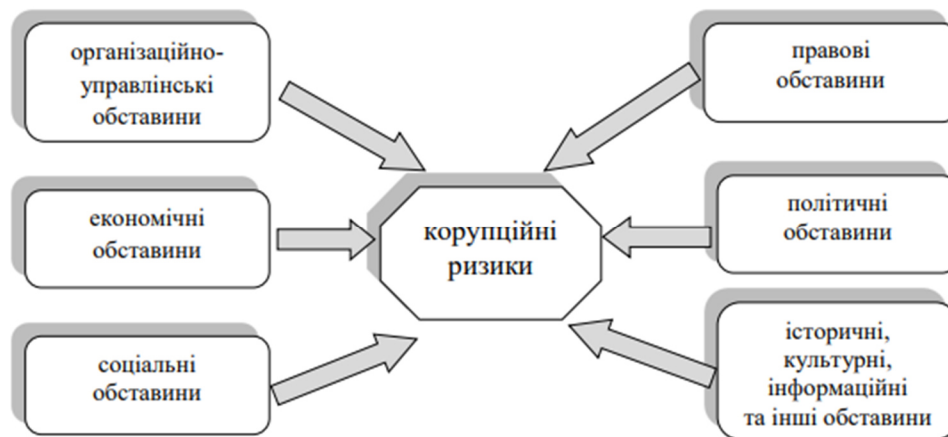 організаційно-
управлінські
обставини
економічні
обставини
соціальні
обставини
корупційні
ризики
правові
обставини
політичні
обставини
історичні,
культурні,
інформаційні
та інші обставини